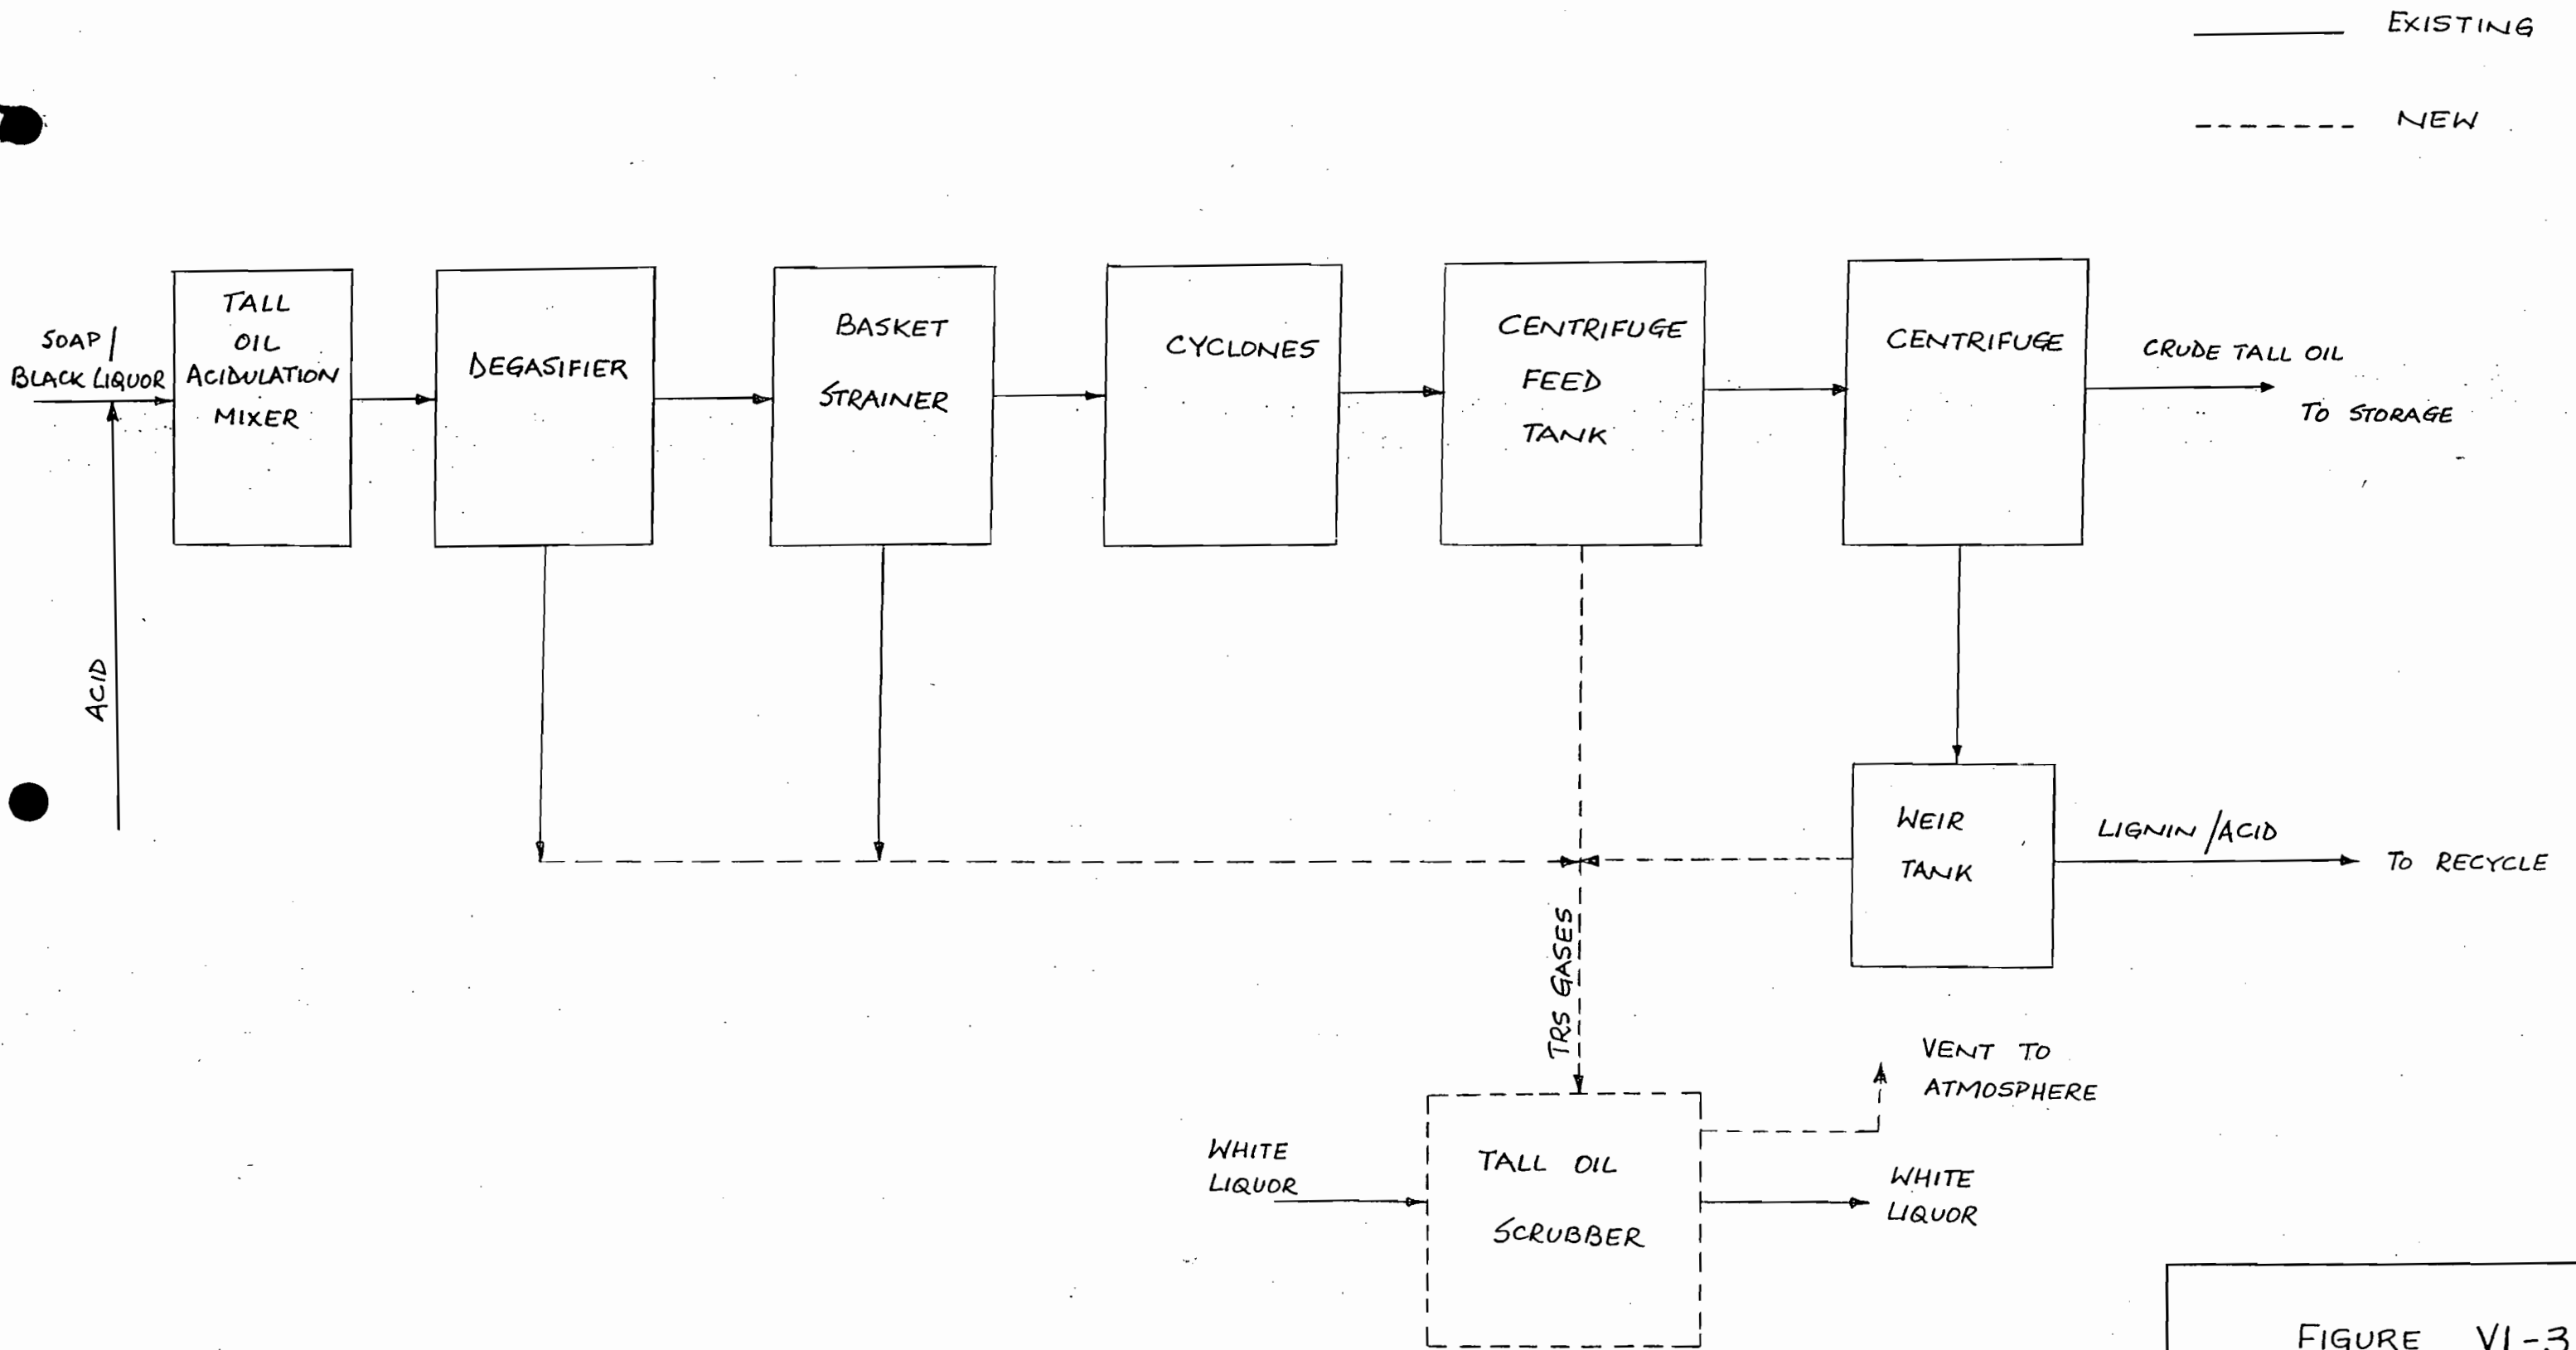 EXISTING
NEW
SOAP/
BLACK LIQUOR
ACID
TALL
OIL
ACIDULATION
MIXER
DEGASIFIER
BASKET
STRAINER
CYCLONES
CENTRIFUGE
FEED
TANK
CENTRIFUGE
CRUDE TALL OIL
TO STORAGE
WEIR
TANK
LIGNIN/ACID
TO RECYCLE
TRS GASES
VENT TO
ATMOSPHERE
WHITE
LIQUOR
TALL OIL
SCRUBBER
WHITE
LIQUOR
FIGURE VI-3